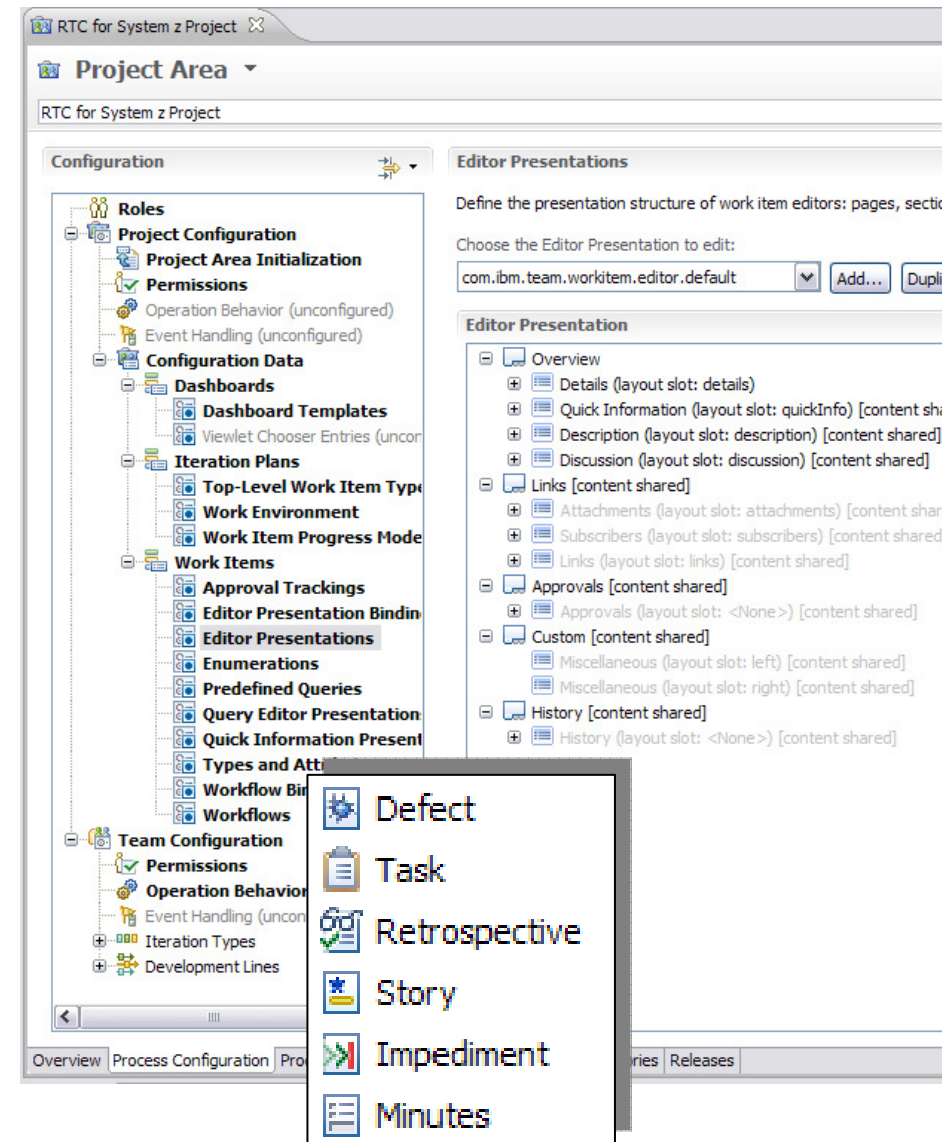 RTC for System z Project
Project Area
RTC for System z Project
Configuration
Roles
Project Configuration
Project Area Initialization
Permissions
Operation Behavior (unconfigured)
Event Handling (unconfigured)
Configuration Data
Dashboards
Dashboard Templates
Viewlet Chooser Entries (uncon
Iteration Plans
Top-Level Work Item Type
Work Environment
Work Item Progress Mode
Work Items
Approval Trackings
Editor Presentation Bindin
Editor Presentations
Enumerations
Predefined Queries
Query Editor Presentation
Quick Information Present
Types and Att
Workflow Bin
Workflows
Team Configuration
Permissions
Operation Behavior
Event Handling (uncon
Iteration Types
Development Lines
Editor Presentations
Define the presentation structure of work item editors: pages, sectio
Choose the Editor Presentation to edit:
com.ibm.team.workitem.editor.default Add... Dupli
Editor Presentation
Overview
Details (layout slot: details)
Quick Information (layout slot: quickInfo) [content sha
Description (layout slot: description) [content shared]
Discussion (layout slot: discussion) [content shared]
Links [content shared]
Attachments (layout slot: attachments) [content shar
Subscribers (layout slot: subscribers) [content shared
Links (layout slot: links) [content shared]
Approvals [content shared]
Approvals (layout slot: <None>) [content shared]
Custom [content shared]
Miscellaneous (layout slot: left) [content shared]
Miscellaneous (layout slot: right) [content shared]
History [content shared]
History (layout slot: <None>) [content shared]
Defect
Task
Retrospective
Story
Impediment
Minutes
Overview Process Configuration Pro ries Releases